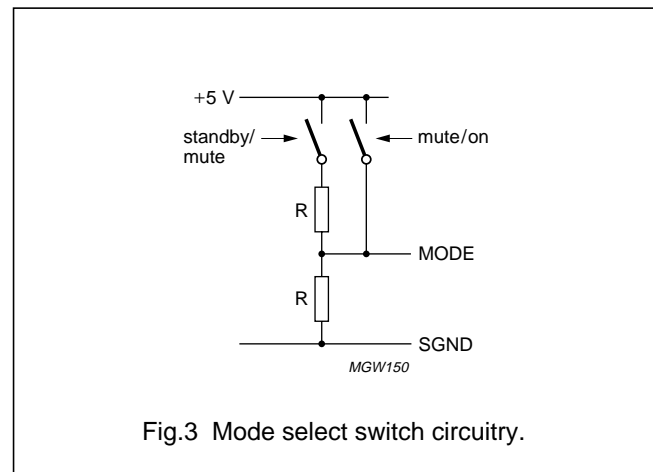 +5 V
standby/
mute
mute/on
R
MODE
R
SGND
MGW150
Fig.3 Mode select switch circuitry.